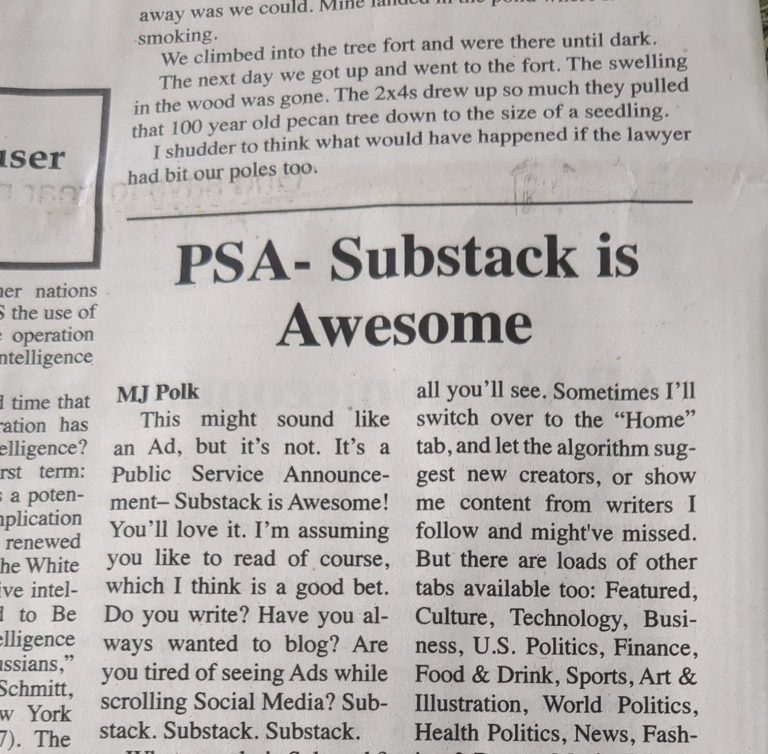 away was we could. Mine landed in the pond
smoking.
We climbed into the tree fort and were there until dark.
The next day we got up and went to the fort. The swelling
in the wood was gone. The 2x4s drew up so much they pulled
that 100 year old pecan tree down to the size of a seedling.
I shudder to think what would have happened if the lawyer
had bit our poles too.
user
ner nations
S the use of
operation
ntelligence
d time that
ration has
elligence?
rst term:
s a poten-
mplication
renewed
he White
ive intel-
d to Be
elligence
ussians,”
Schmitt,
w York
7). The
PSA- Substack is
Awesome
MJ Polk
This might sound like
an Ad, but it’s not. It’s a
Public Service Announce-
ment– Substack is Awesome!
You’ll love it. I’m assuming
you like to read of course,
which I think is a good bet.
Do you write? Have you al-
ways wanted to blog? Are
you tired of seeing Ads while
scrolling Social Media? Sub-
stack. Substack. Substack.
all you’ll see. Sometimes I’ll
switch over to the “Home”
tab, and let the algorithm sug-
gest new creators, or show
me content from writers I
follow and might've missed.
But there are loads of other
tabs available too: Featured,
Culture, Technology, Busi-
ness, U.S. Politics, Finance,
Food & Drink, Sports, Art &
Illustration, World Politics,
Health Politics, News, Fash-